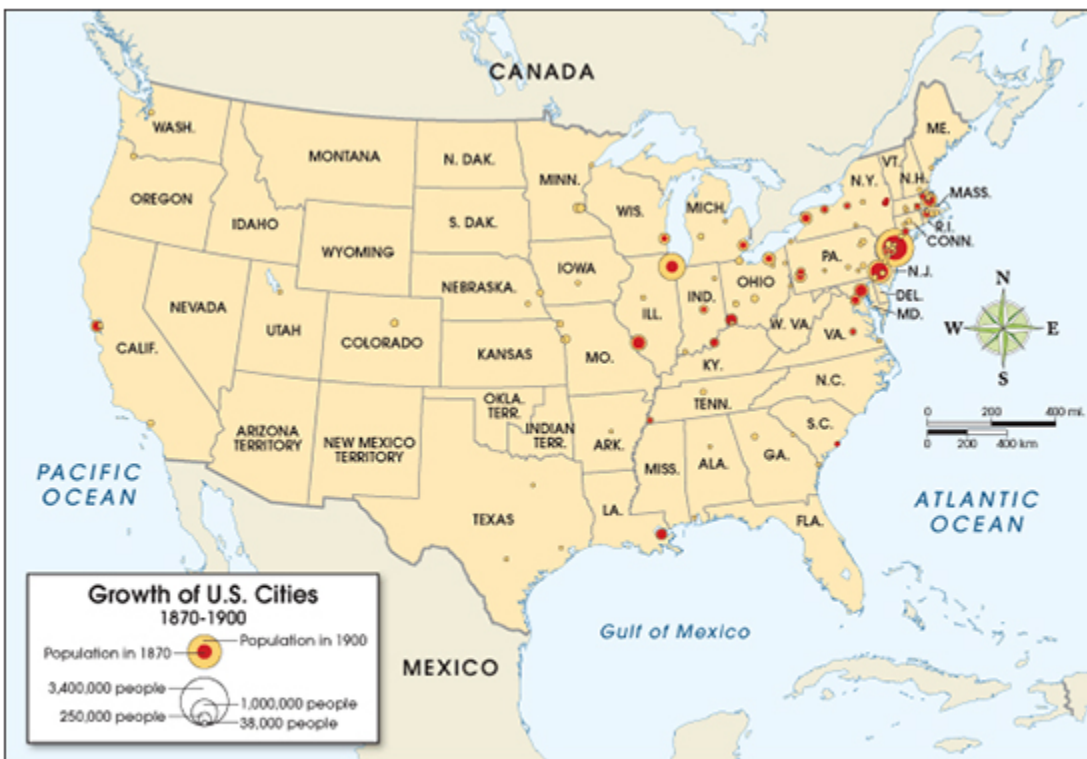 CANADA
WASH.
MONTANA
N. DAK.
MINN.
ME.
VT.
N.H.
N.Y.
MASS.
OREGON
IDAHO
S. DAK.
WIS.
MICH.
R.I.
CONN.
WYOMING
IOWA
PA.
N.J.
NEVADA
NEBRASKA
OHIO
IND.
ILL.
DEL.
MD.
UTAH
COLORADO
W. VA.
VA.
CALIF.
KANSAS
MO.
KY.
N.C.
TENN.
OKLA.
TERR.
INDIAN
TERR.
ARIZONA
TERRITORY
NEW MEXICO
TERRITORY
ARK.
S.C.
MISS.
ALA.
GA.
TEXAS
LA.
FLA.
PACIFIC
OCEAN
ATLANTIC
OCEAN
N
W E
S
0 200 400 mi.
0 200 400 km
Gulf of Mexico
MEXICO
Growth of U.S. Cities
1870-1900
Population in 1900
Population in 1870
3,400,000 people
1,000,000 people
250,000 people
38,000 people